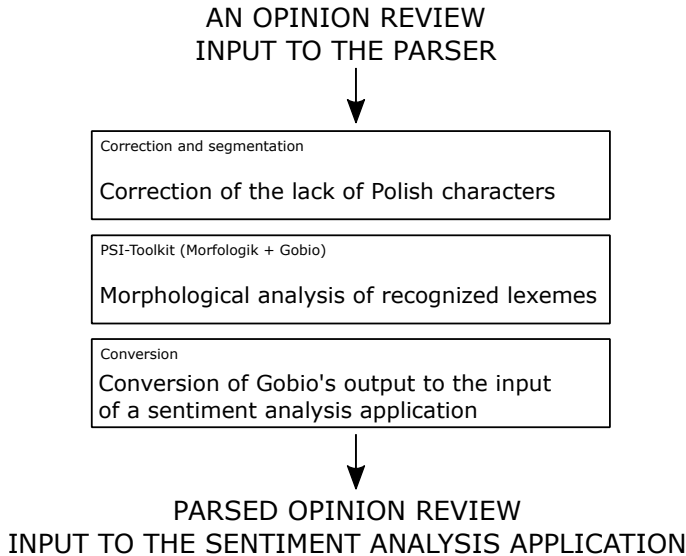 AN OPINION REVIEW
INPUT TO THE PARSER
Correction and segmentation
Correction of the lack of Polish characters
PSI-Toolkit (Morfologik + Gobio)
Morphological analysis of recognized lexemes
Conversion
Conversion of Gobio's output to the input
of a sentiment analysis application
PARSED OPINION REVIEW
INPUT TO THE SENTIMENT ANALYSIS APPLICATION